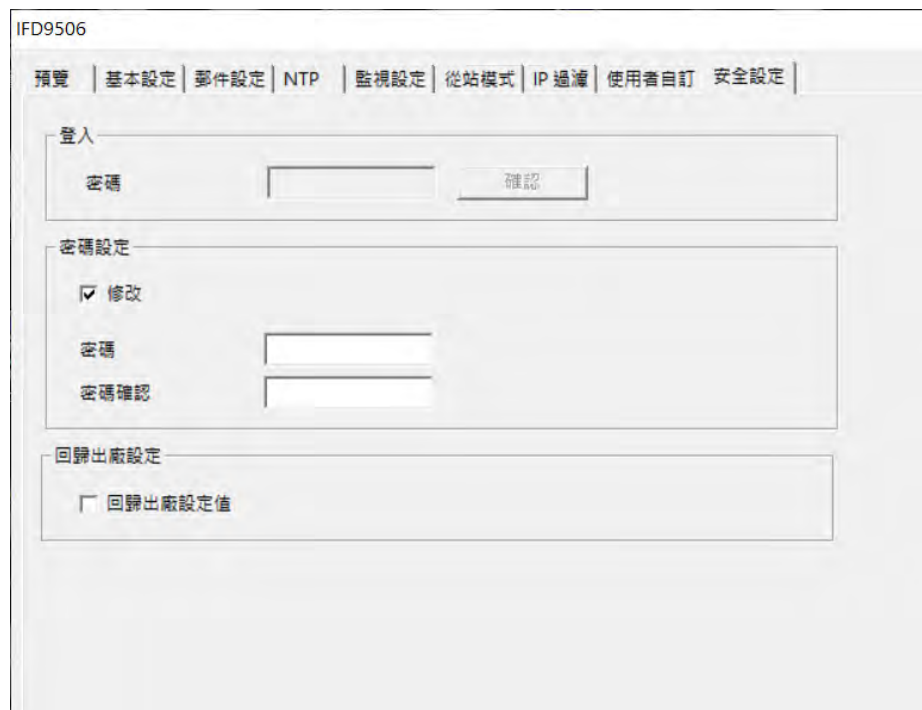 IFD9506
預覽 基本設定 郵件設定 NTP 監視設定 從站模式 IP 過濾 使用者自訂 安全設定
登入
密碼 確認
密碼設定
修改
密碼
密碼確認
回歸出廠設定
回歸出廠設定值